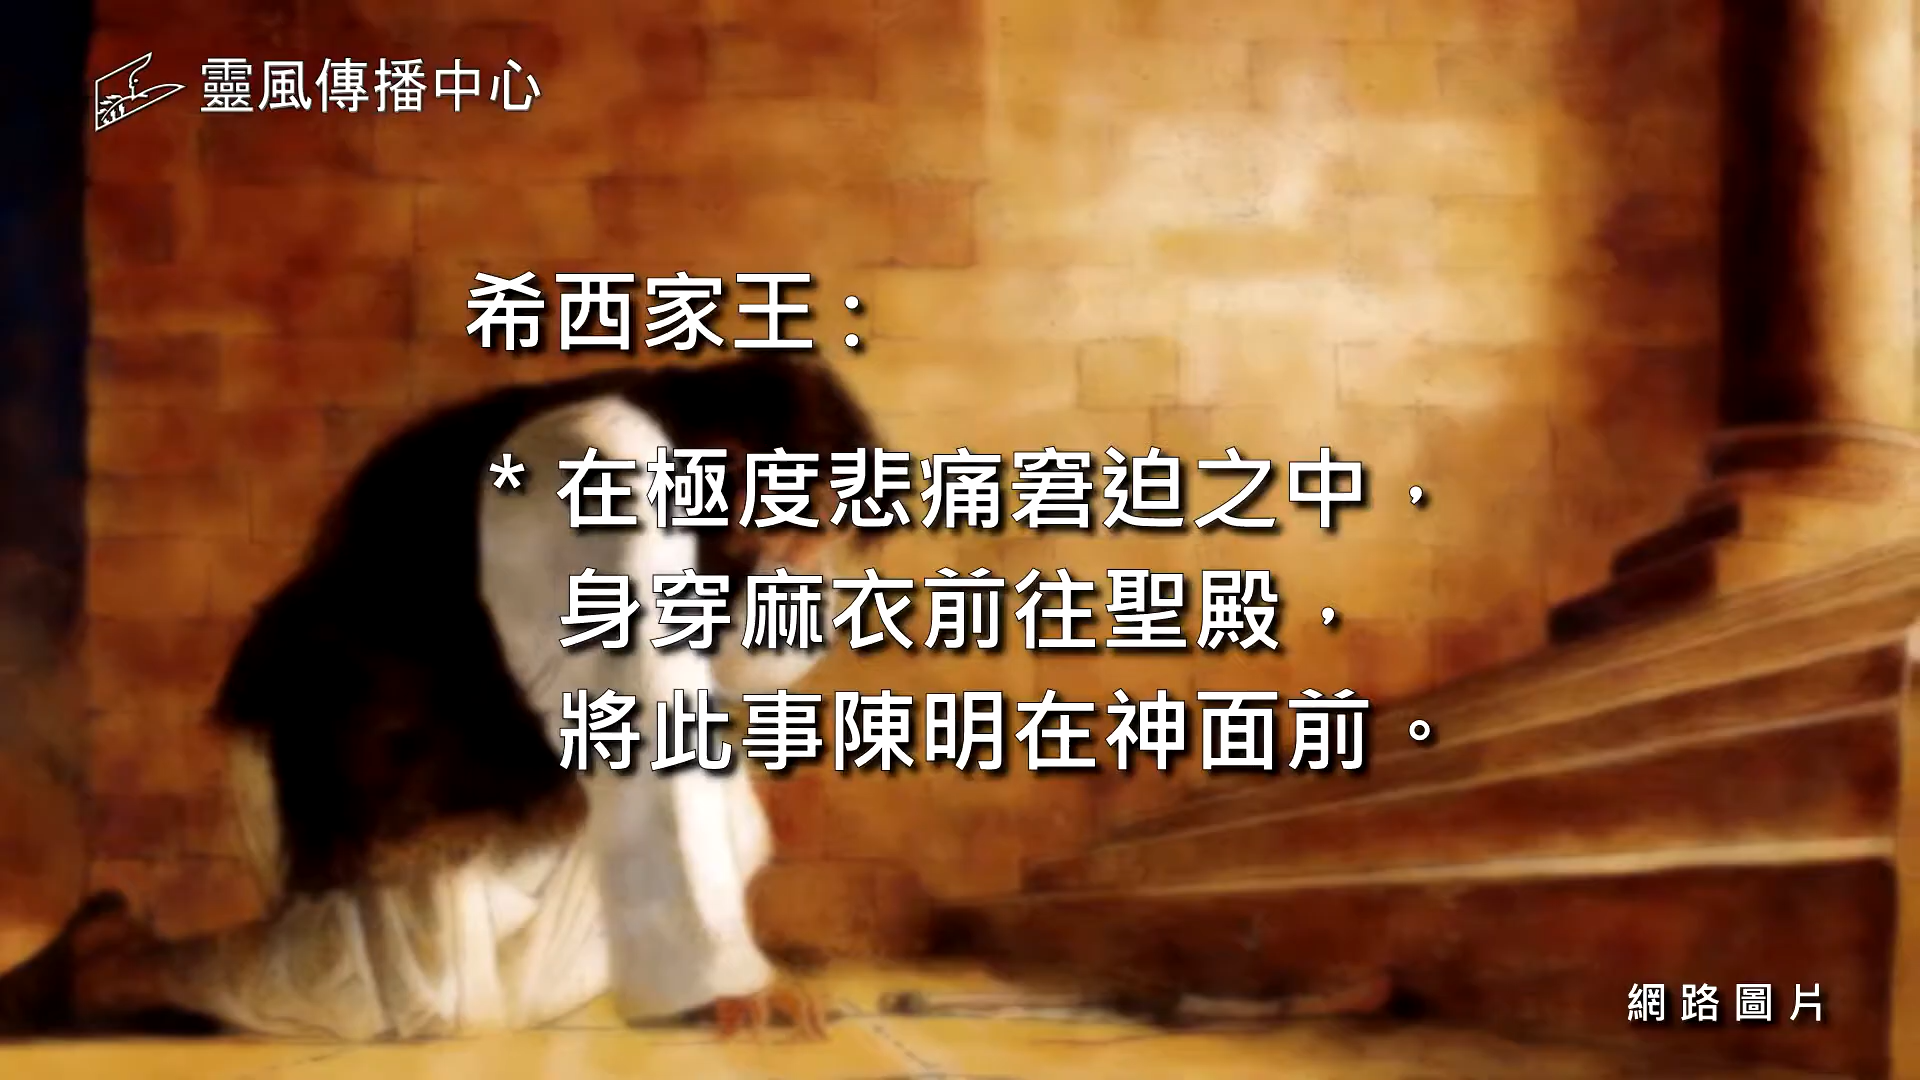 靈風傳播中心
希西家王:
* 在極度悲痛窘迫之中,
身穿麻衣前往聖殿,
將此事陳明在神面前。
網路圖片